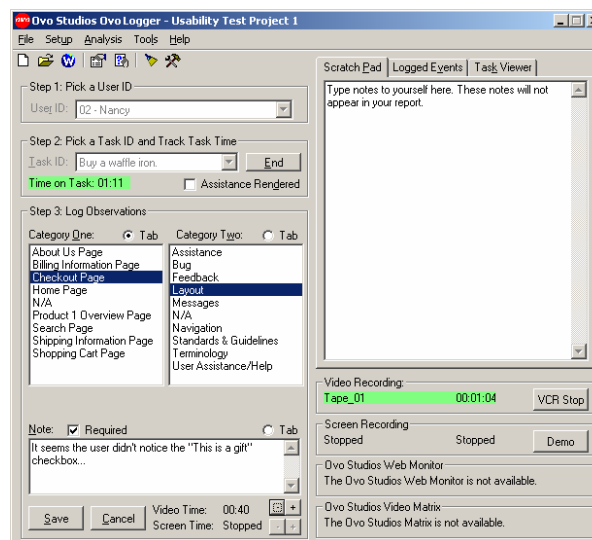 ovo Ovo Studios Ovo Logger - Usability Test Project 1
File Setup Analysis Tools Help
Step 1: Pick a User ID
User ID: 02 - Nancy
Step 2: Pick a Task ID and Track Task Time
Task ID: Buy a waffle iron. End
Time on Task: 01:11 Assistance Rendered
Step 3: Log Observations
Category One: Tab Category Two: Tab
About Us Page
Billing Information Page
Checkout Page
Home Page
N/A
Product 1 Overview Page
Search Page
Shipping Information Page
Shopping Cart Page
Assistance
Bug
Feedback
Layout
Messages
N/A
Navigation
Standards & Guidelines
Terminology
User Assistance/Help
Note: Required Tab
It seems the user didn't notice the "This is a gift"
checkbox...
Save Cancel
Video Time: 00:40 +
Screen Time: Stopped - +
Scratch Pad Logged Events Task Viewer
Type notes to yourself here. These notes will not
appear in your report.
Video Recording:
Tape_01 00:01:04 VCR Stop
Screen Recording
Stopped Stopped Demo
Ovo Studios Web Monitor
The Ovo Studios Web Monitor is not available.
Ovo Studios Video Matrix
The Ovo Studios Matrix is not available.